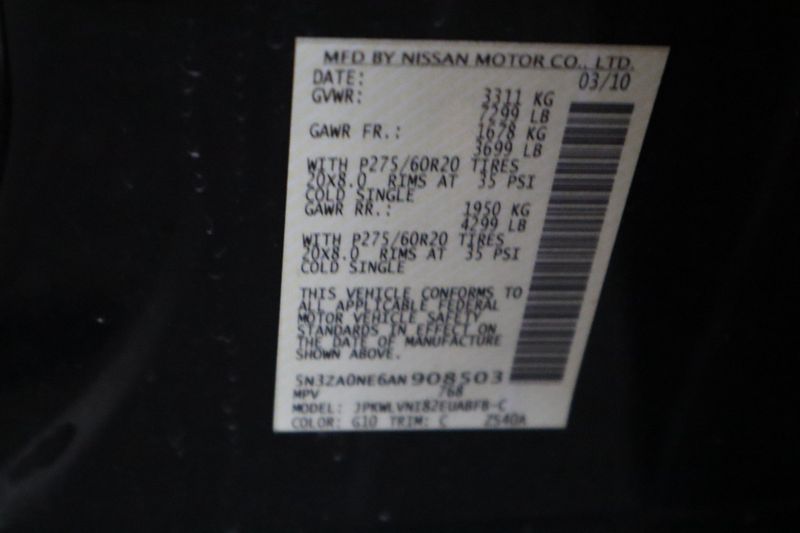 MFD BY NISSAN MOTOR CO., LTD.
DATE: 03/10
GVWR: 3311 KG
7299 LB
GAWR FR.: 1678 KG
3699 LB
WITH P275/60R20 TIRES
20X8.0 RIMS AT 35 PSI
COLD SINGLE
GAWR RR.: 1950 KG
4299 LB
WITH P275/60R20 TIRES
20X8.0 RIMS AT 35 PSI
COLD SINGLE
THIS VEHICLE CONFORMS TO
ALL APPLICABLE FEDERAL
MOTOR VEHICLE SAFETY
STANDARDS IN EFFECT ON
THE DATE OF MANUFACTURE
SHOWN ABOVE.
5N3ZA0NE6AN908503
MPV 768
MODEL: JPKWLVNI82EUABFB-C
COLOR: G10 TRIM: C Z540A